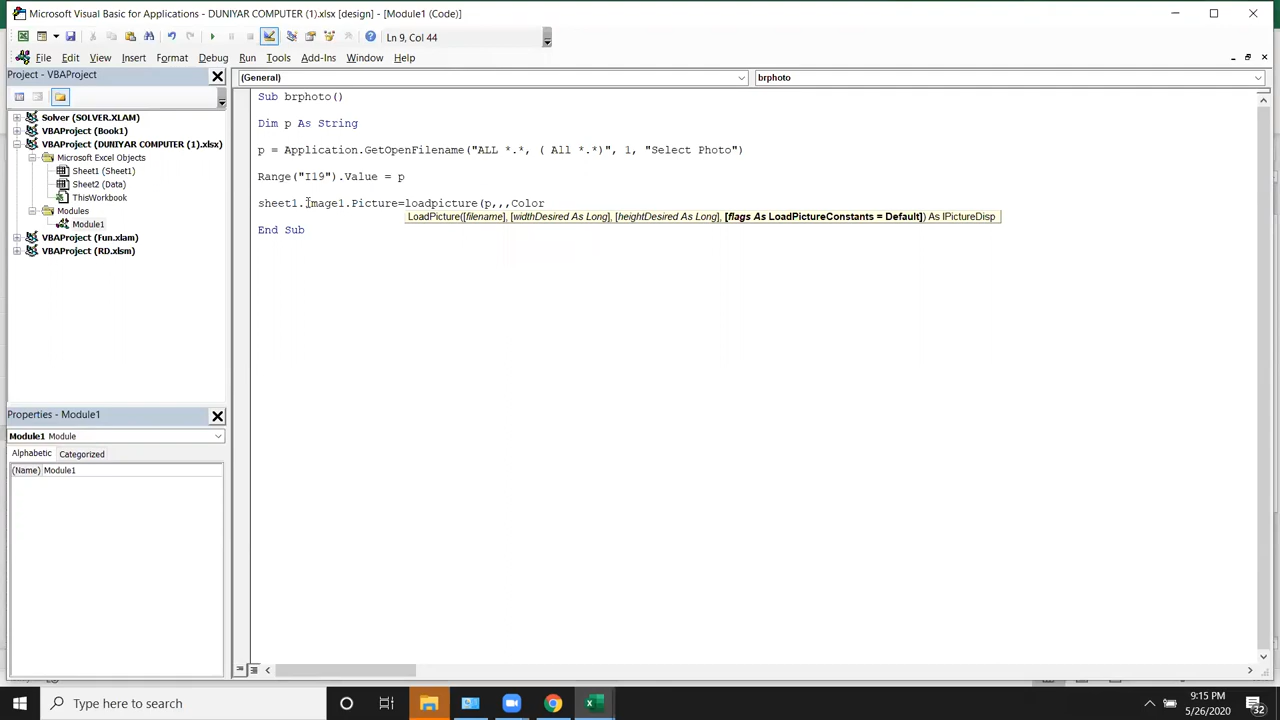 Microsoft Visual Basic for Applications - DUNIYAR COMPUTER (1).xlsx [design] - [Module1 (Code)]
Ln 9, Col 44
File Edit View Insert Format Debug Run Tools Add-Ins Window Help
Project - VBAProject
(General)
brphoto
Solver (SOLVER.XLAM)
VBAProject (Book1)
VBAProject (DUNIYAR COMPUTER (1).xlsx)
Microsoft Excel Objects
Sheet1 (Sheet1)
Sheet2 (Data)
ThisWorkbook
Modules
Module1
VBAProject (Fun.xlam)
VBAProject (RD.xlsm)
Sub brphoto()
Dim p As String
p = Application.GetOpenFilename("ALL *.*, ( All *.*)", 1, "Select Photo")
Range("I19").Value = p
sheet1.Image1.Picture=loadpicture(p,,,Color
LoadPicture([filename], [widthDesired As Long], [heightDesired As Long], [flags As LoadPictureConstants = Default]) As IPictureDisp
End Sub
Properties - Module1
Module1 Module
Alphabetic Categorized
(Name) Module1
Type here to search
9:15 PM
5/26/2020
32